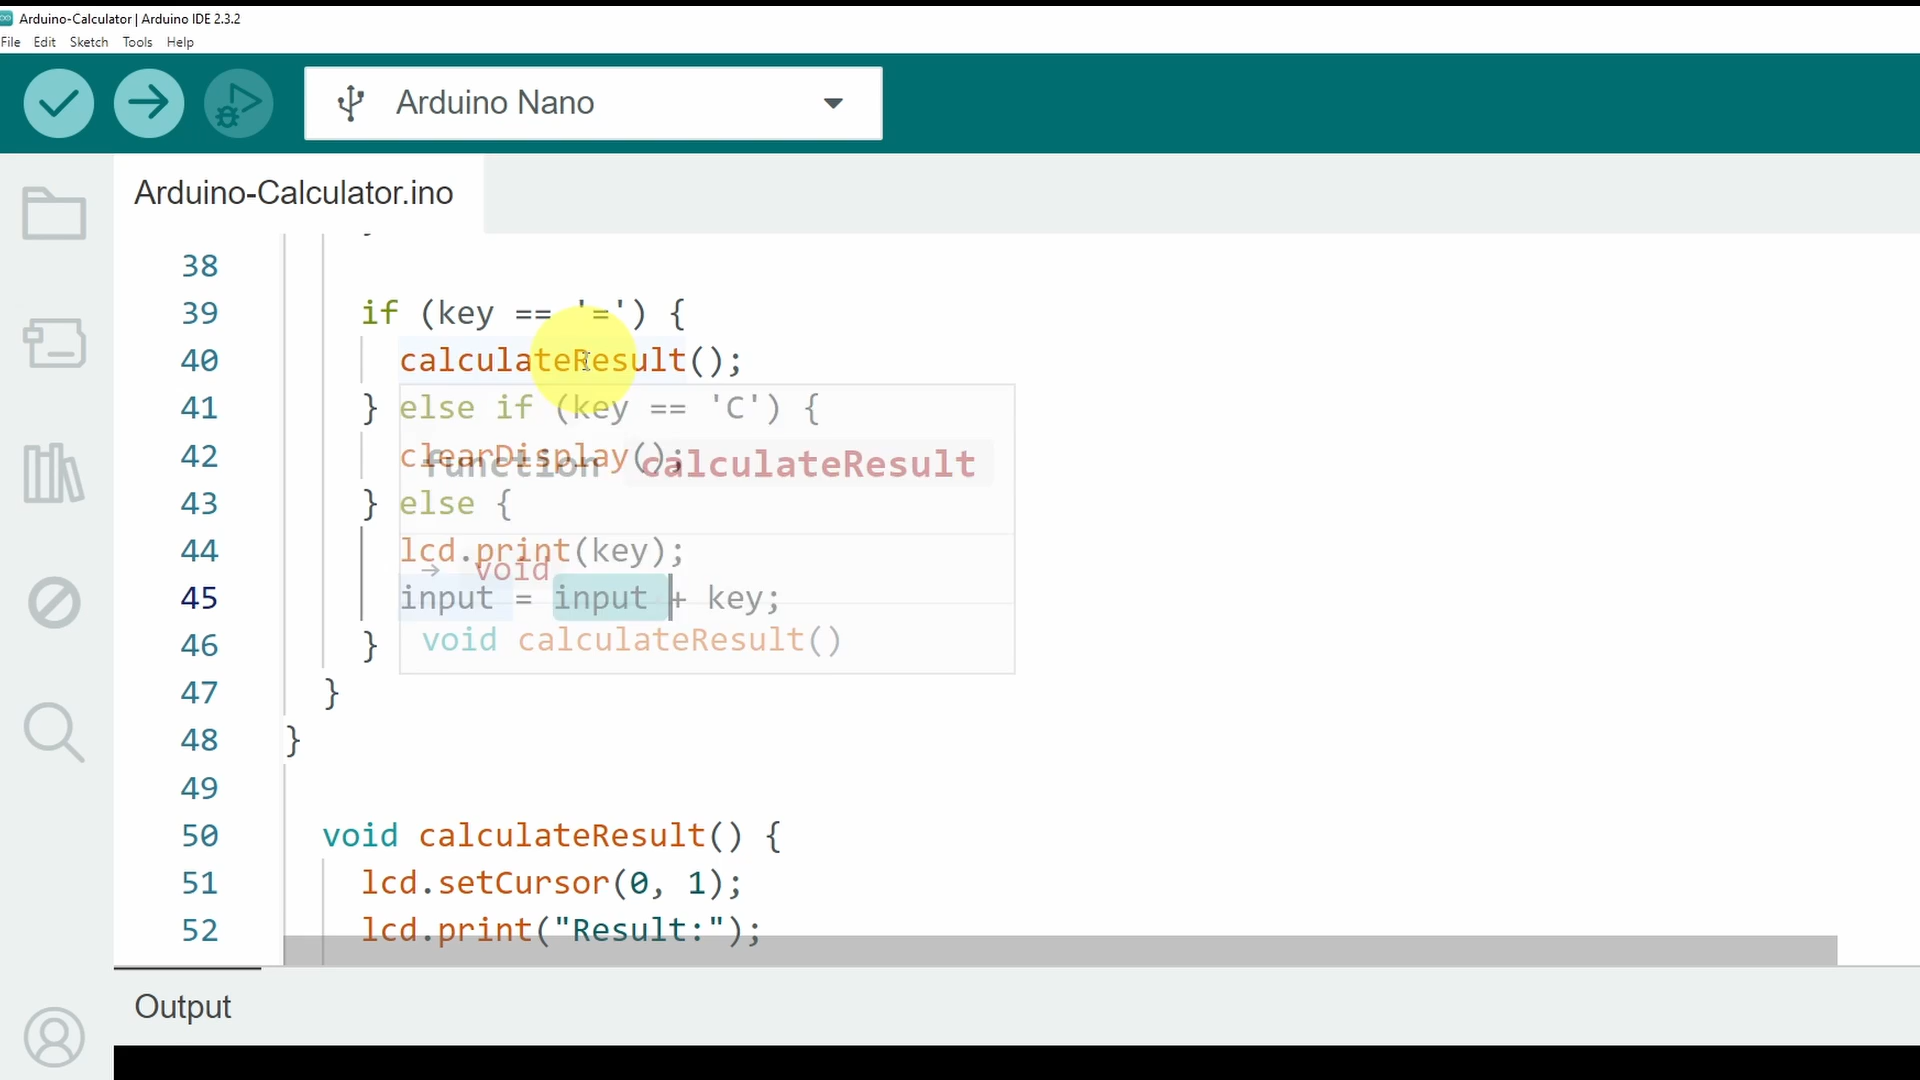 Arduino-Calculator | Arduino IDE 2.3.2
File Edit Sketch Tools Help
Arduino Nano
Arduino-Calculator.ino
38
39 if (key == '=') {
40 calculateResult();
41 } else if (key == 'C') {
42 clearDisplay();
function calculateResult
43 } else {
44 lcd.print(key);
→ void
45 input = input + key;
46 }
void calculateResult()
47 }
48 }
49
50 void calculateResult() {
51 lcd.setCursor(0, 1);
52 lcd.print("Result:");
Output